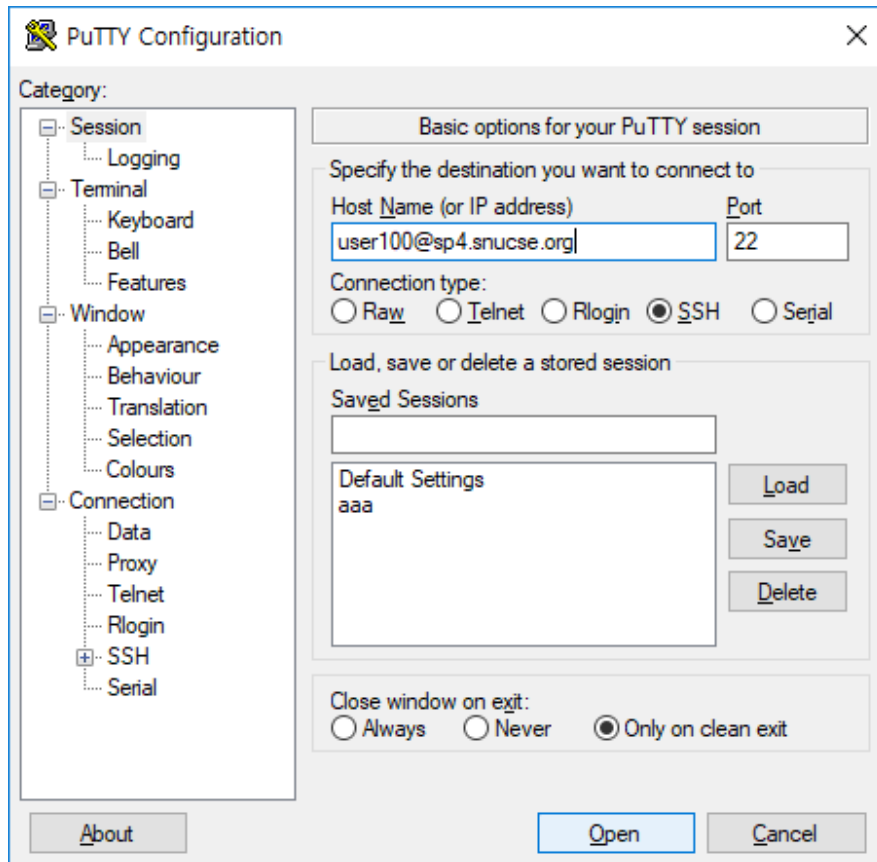 PuTTY Configuration
Category:
Session
Logging
Terminal
Keyboard
Bell
Features
Window
Appearance
Behaviour
Translation
Selection
Colours
Connection
Data
Proxy
Telnet
Rlogin
SSH
Serial
Basic options for your PuTTY session
Specify the destination you want to connect to
Host Name (or IP address) Port
user100@sp4.snucse.org 22
Connection type:
Raw Telnet Rlogin SSH Serial
Load, save or delete a stored session
Saved Sessions
Default Settings
aaa
Load
Save
Delete
Close window on exit:
Always Never Only on clean exit
About Open Cancel